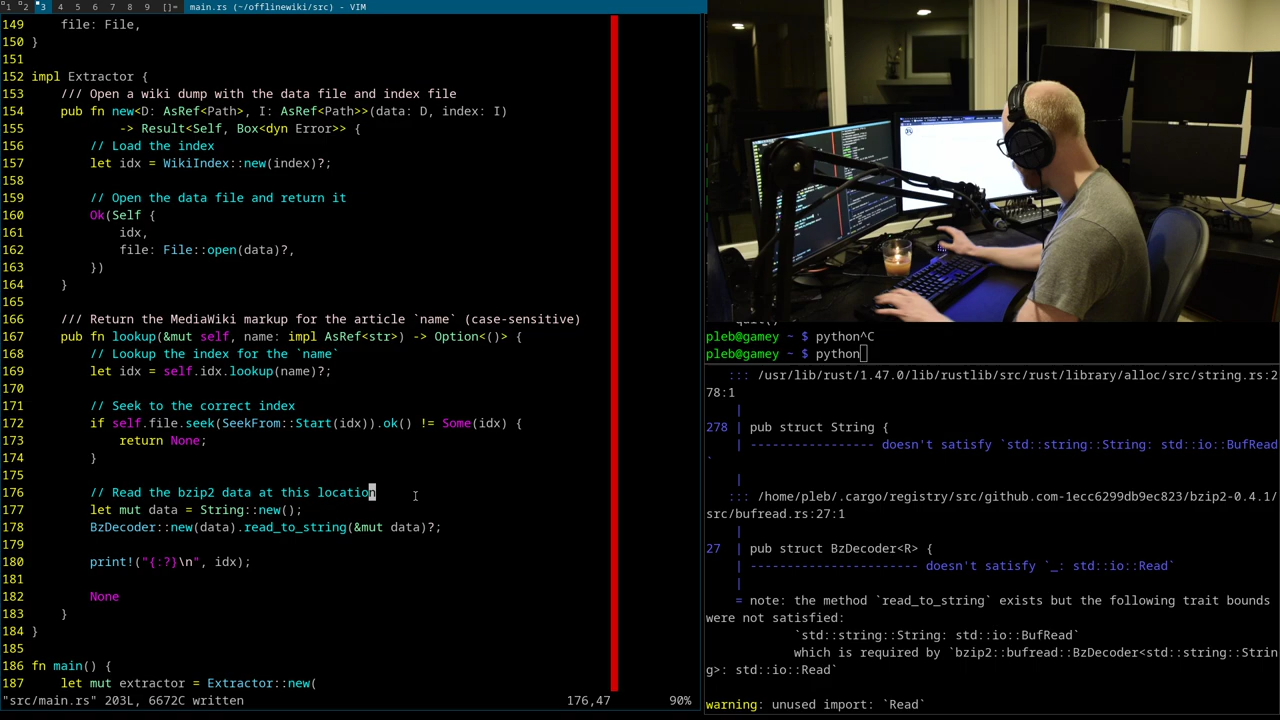 1 2 3 4 5 6 7 8 9 []= main.rs (~/offlinewiki/src) - VIM
149     file: File,
150 }
151
152 impl Extractor {
153     /// Open a wiki dump with the data file and index file
154     pub fn new<D: AsRef<Path>, I: AsRef<Path>>(data: D, index: I)
155             -> Result<Self, Box<dyn Error>> {
156         // Load the index
157         let idx = WikiIndex::new(index)?;
158
159         // Open the data file and return it
160         Ok(Self {
161             idx,
162             file: File::open(data)?,
163         })
164     }
165
166     /// Return the MediaWiki markup for the article `name` (case-sensitive)
167     pub fn lookup(&mut self, name: impl AsRef<str>) -> Option<()> {
168         // Lookup the index for the `name`
169         let idx = self.idx.lookup(name)?;
170
171         // Seek to the correct index
172         if self.file.seek(SeekFrom::Start(idx)).ok() != Some(idx) {
173             return None;
174         }
175
176         // Read the bzip2 data at this location
177         let mut data = String::new();
178         BzDecoder::new(data).read_to_string(&mut data)?;
179
180         print!("{:?}\n", idx);
181
182         None
183     }
184 }
185
186 fn main() {
187     let mut extractor = Extractor::new(
"src/main.rs" 203L, 6672C written 176,47 90%
quit()
pleb@gamey ~ $ python^C
pleb@gamey ~ $ python
::: /usr/lib/rust/1.47.0/lib/rustlib/src/rust/library/alloc/src/string.rs:2
78:1
|
278 | pub struct String {
| ----------------- doesn't satisfy `std::string::String: std::io::BufRead
`
|
::: /home/pleb/.cargo/registry/src/github.com-1ecc6299db9ec823/bzip2-0.4.1/
src/bufread.rs:27:1
|
27 | pub struct BzDecoder<R> {
| ----------------------- doesn't satisfy `_: std::io::Read`
|
= note: the method `read_to_string` exists but the following trait bounds
were not satisfied:
`std::string::String: std::io::BufRead`
which is required by `bzip2::bufread::BzDecoder<std::string::Strin
g>: std::io::Read`
warning: unused import: `Read`